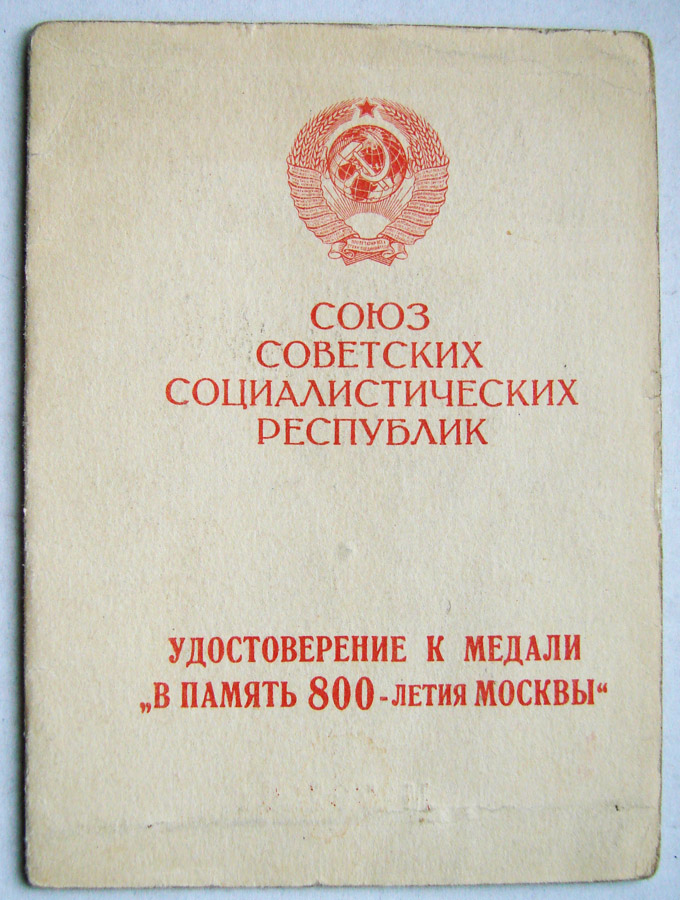 СОЮЗ
СОВЕТСКИХ
СОЦИАЛИСТИЧЕСКИХ
РЕСПУБЛИК
УДОСТОВЕРЕНИЕ К МЕДАЛИ
„В ПАМЯТЬ 800-ЛЕТИЯ МОСКВЫ“